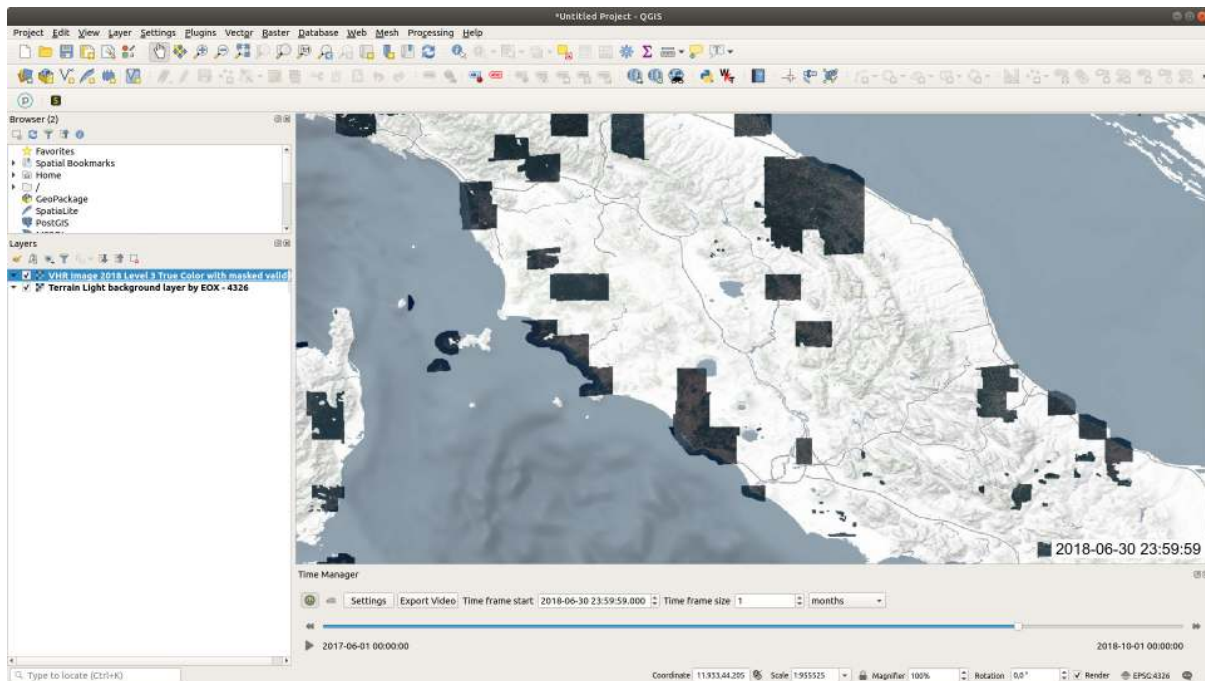 *Untitled Project - QGIS
Project Edit View Layer Settings Plugins Vector Raster Database Web Mesh Processing Help
Browser (2)
Favorites
Spatial Bookmarks
Home
/
GeoPackage
SpatiaLite
PostGIS
Layers
VHR Image 2018 Level 3 True Color with masked valid
Terrain Light background layer by EOX - 4326
2018-06-30 23:59:59
Time Manager
Settings Export Video Time frame start 2018-06-30 23:59:59.000 Time frame size 1 months
2017-06-01 00:00:00 2018-10-01 00:00:00
Type to locate (Ctrl+K) Coordinate 11.933,44.205 Scale 1:955525 Magnifier 100% Rotation 0,0° Render EPSG:4326